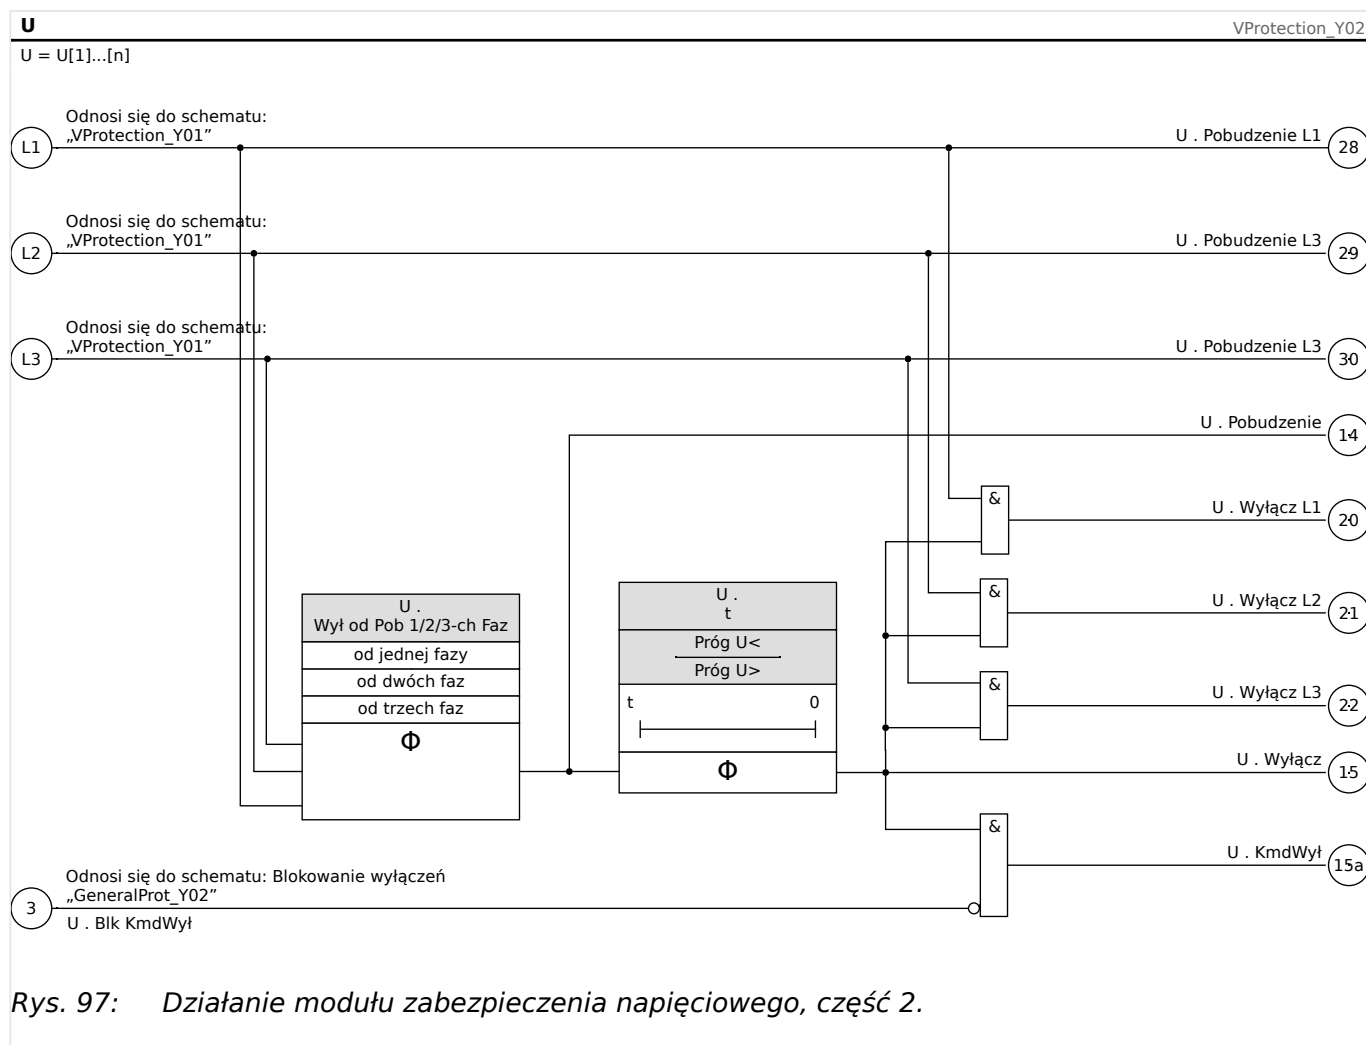 U
VProtection_Y02
U = U[1]...[n]
Odnosi się do schematu:
„VProtection_Y01”
L1
U . Pobudzenie L1
28
Odnosi się do schematu:
„VProtection_Y01”
L2
U . Pobudzenie L3
29
Odnosi się do schematu:
„VProtection_Y01”
L3
U . Pobudzenie L3
30
U . Pobudzenie
14
&
U . Wyłącz L1
20
&
U . Wyłącz L2
21
&
U . Wyłącz L3
22
U .
Wył od Pob 1/2/3-ch Faz
od jednej fazy
od dwóch faz
od trzech faz
Φ
U .
t
Próg U<
Próg U>
t
0
Φ
U . Wyłącz
15
&
U . KmdWył
15a
Odnosi się do schematu: Blokowanie wyłączeń
„GeneralProt_Y02”
3
U . Blk KmdWył
Rys. 97: Działanie modułu zabezpieczenia napięciowego, część 2.